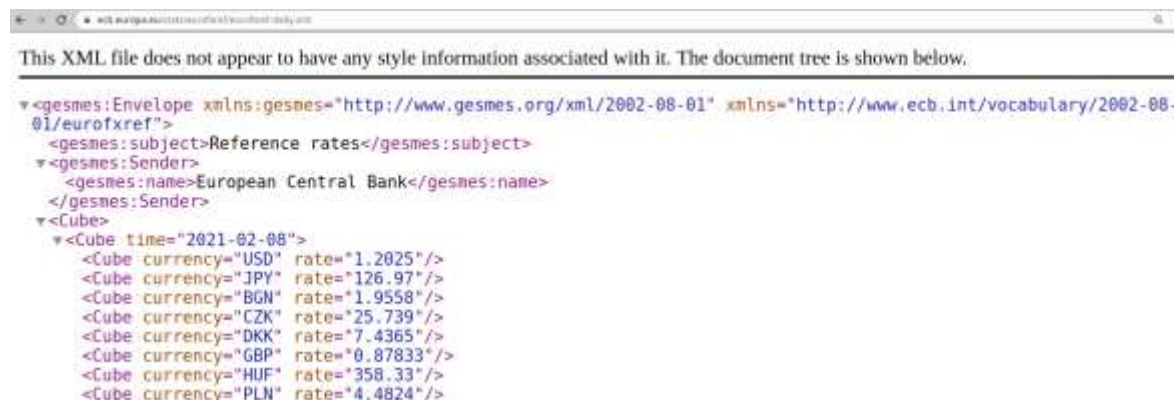 This XML file does not appear to have any style information associated with it. The document tree is shown below.
▼<gesmes:Envelope xmlns:gesmes="http://www.gesmes.org/xml/2002-08-01" xmlns="http://www.ecb.int/vocabulary/2002-08-
01/eurofxref">
<gesmes:subject>Reference rates</gesmes:subject>
▼<gesmes:Sender>
<gesmes:name>European Central Bank</gesmes:name>
</gesmes:Sender>
▼<Cube>
▼<Cube time="2021-02-08">
<Cube currency="USD" rate="1.2025"/>
<Cube currency="JPY" rate="126.97"/>
<Cube currency="BGN" rate="1.9558"/>
<Cube currency="CZK" rate="25.739"/>
<Cube currency="DKK" rate="7.4365"/>
<Cube currency="GBP" rate="0.87833"/>
<Cube currency="HUF" rate="358.33"/>
<Cube currency="PLN" rate="4.4824"/>